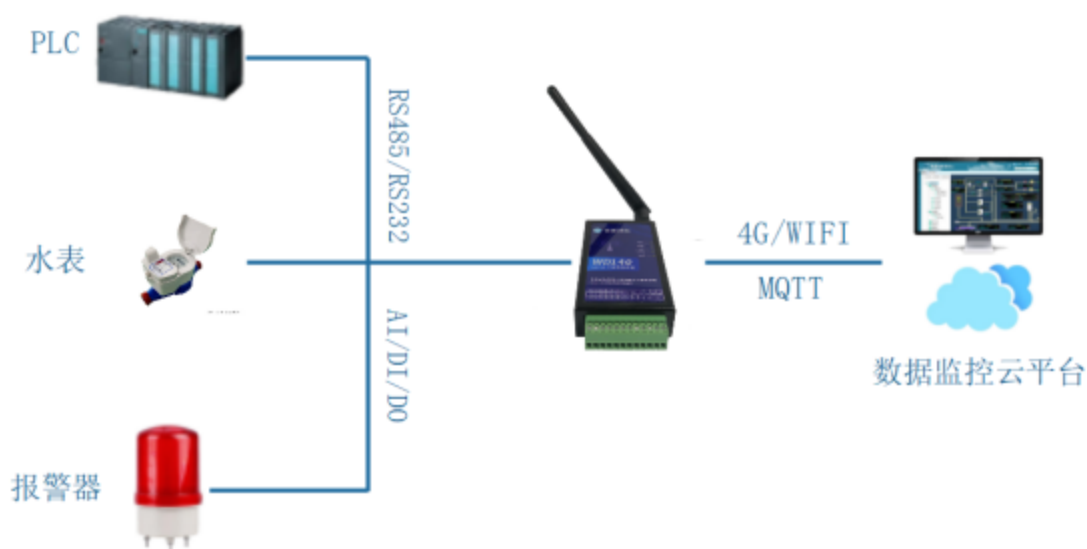 PLC
RS485/RS232
水表
AI/DI/DO
报警器
4G/WIFI
MQTT
数据监控云平台